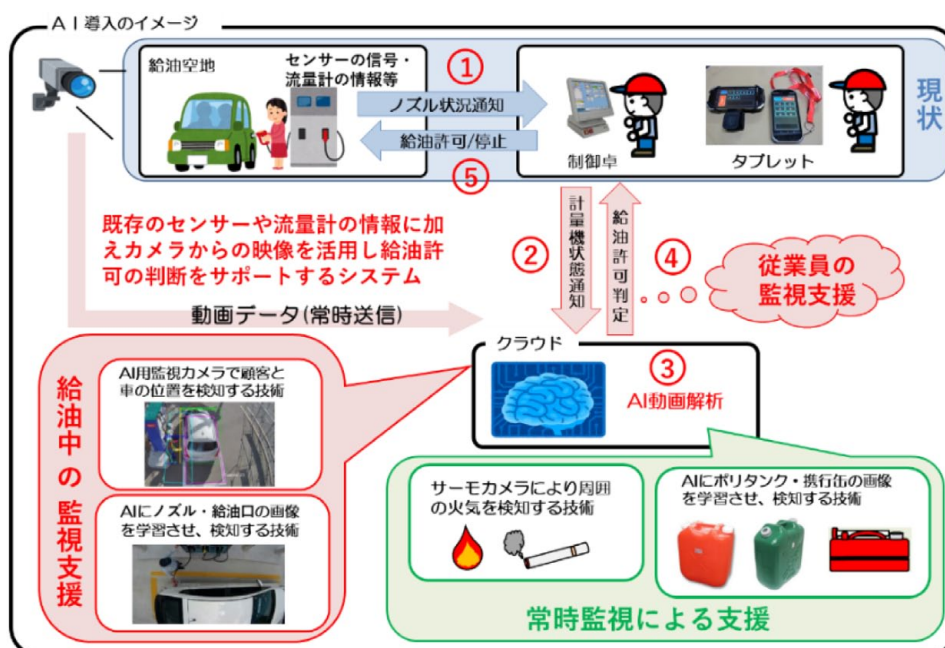 AI導入のイメージ
給油空地
センサーの信号・
流量計の情報等
①
ノズル状況通知
給油許可/停止
⑤
制御卓
タブレット
現状
既存のセンサーや流量計の情報に加
えカメラからの映像を活用し給油許
可の判断をサポートするシステム
②
計量機状態通知
給油許可判定
④
従業員の
監視支援
動画データ(常時送信)
クラウド
③
AI動画解析
給油中の監視支援
AI用監視カメラで顧客と
車の位置を検知する技術
AIにノズル・給油口の画像
を学習させ、検知する技術
サーモカメラにより周囲
の火気を検知する技術
AIにポリタンク・携行缶の画像
を学習させ、検知する技術
常時監視による支援